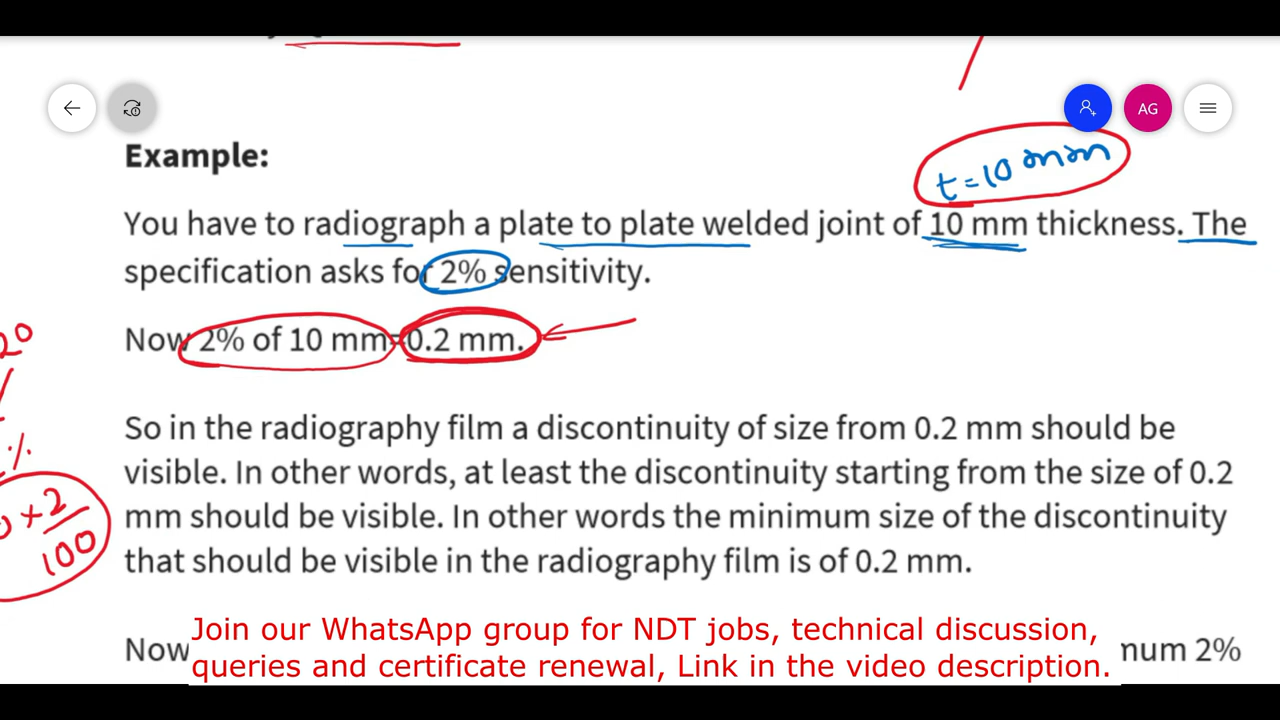 AG
Example:
t=10 mm
You have to radiograph a plate to plate welded joint of 10 mm thickness. The
specification asks for 2% sensitivity.
Now 2% of 10 mm=0.2 mm.
So in the radiography film a discontinuity of size from 0.2 mm should be
visible. In other words, at least the discontinuity starting from the size of 0.2
mm should be visible. In other words the minimum size of the discontinuity
× 2/100
that should be visible in the radiography film is of 0.2 mm.
Join our WhatsApp group for NDT jobs, technical discussion,
Now num 2%
queries and certificate renewal, Link in the video description.